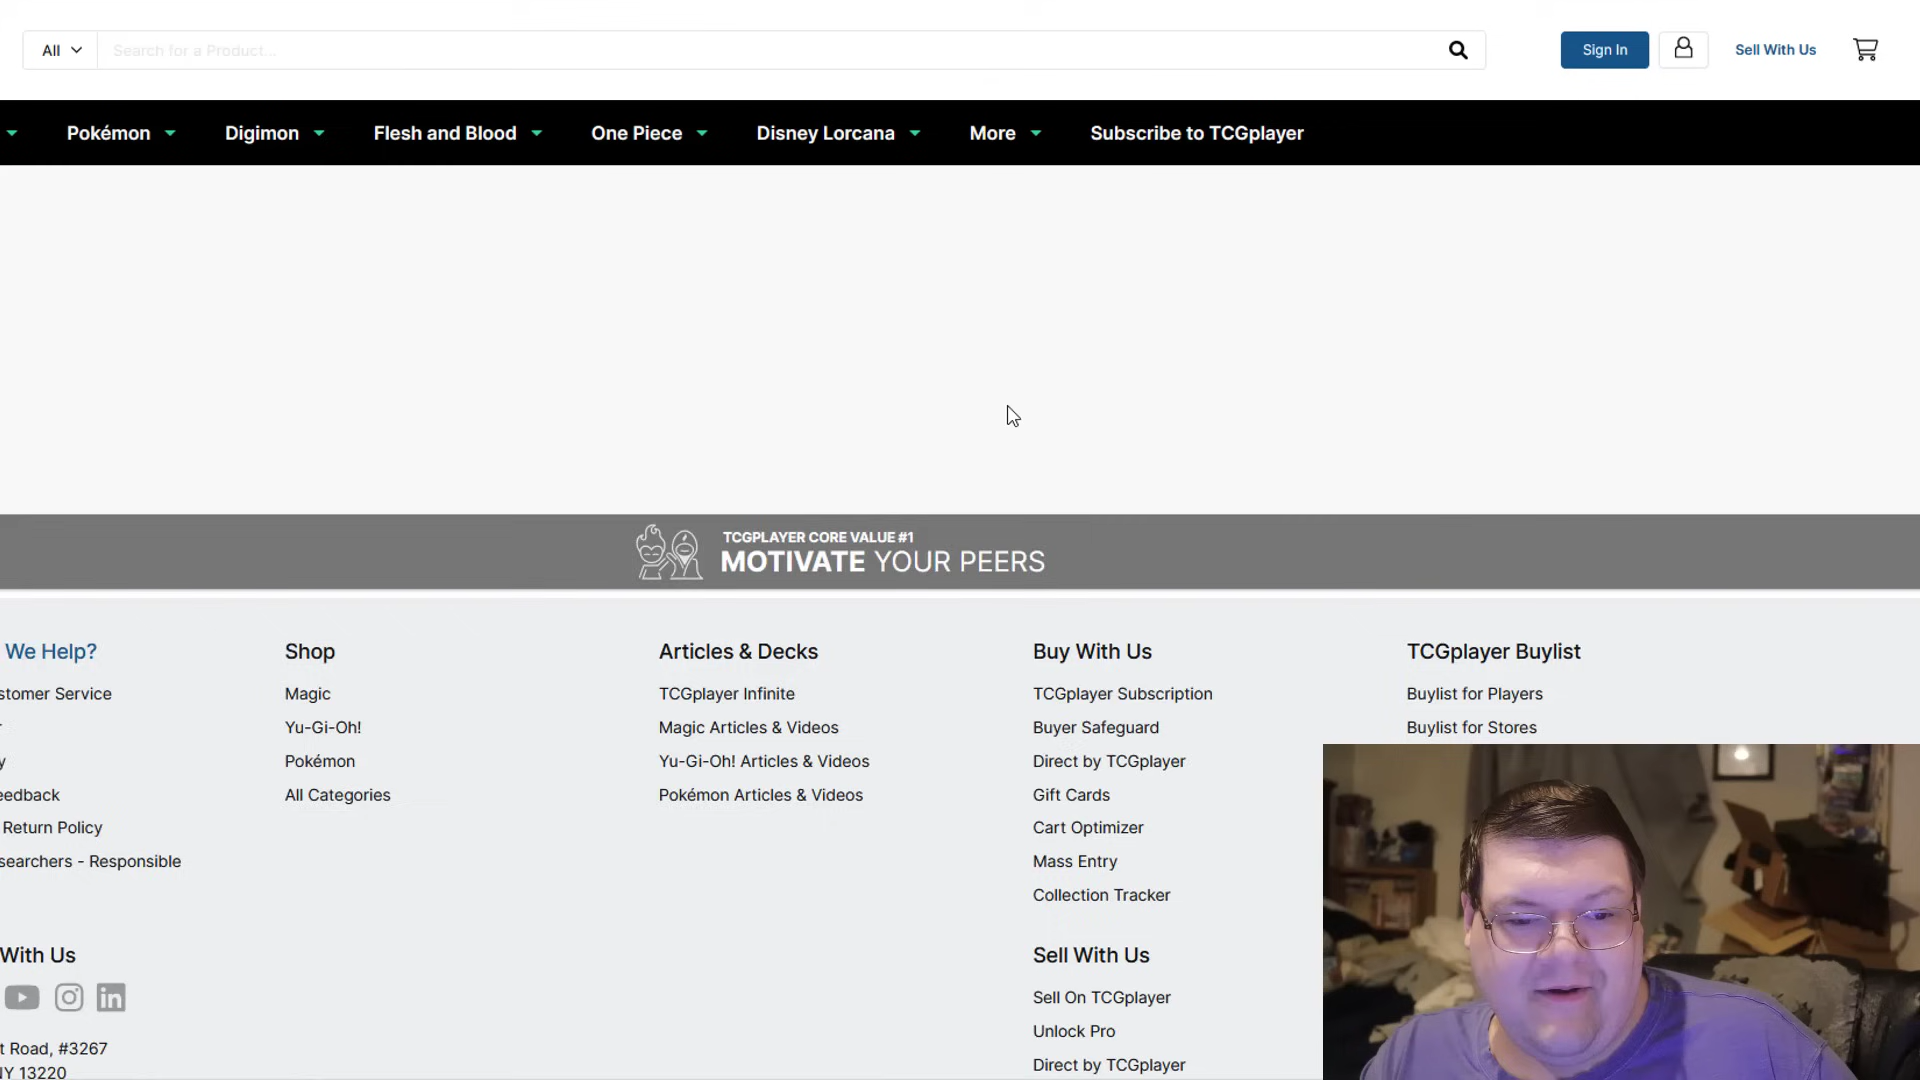 All
Search for a Product...
Sign In
Sell With Us
Pokémon
Digimon
Flesh and Blood
One Piece
Disney Lorcana
More
Subscribe to TCGplayer
TCGPLAYER CORE VALUE #1
MOTIVATE YOUR PEERS
We Help?
stomer Service
y
eedback
Return Policy
searchers - Responsible
With Us
t Road, #3267
NY 13220
Shop
Magic
Yu-Gi-Oh!
Pokémon
All Categories
Articles & Decks
TCGplayer Infinite
Magic Articles & Videos
Yu-Gi-Oh! Articles & Videos
Pokémon Articles & Videos
Buy With Us
TCGplayer Subscription
Buyer Safeguard
Direct by TCGplayer
Gift Cards
Cart Optimizer
Mass Entry
Collection Tracker
Sell With Us
Sell On TCGplayer
Unlock Pro
Direct by TCGplayer
TCGplayer Buylist
Buylist for Players
Buylist for Stores